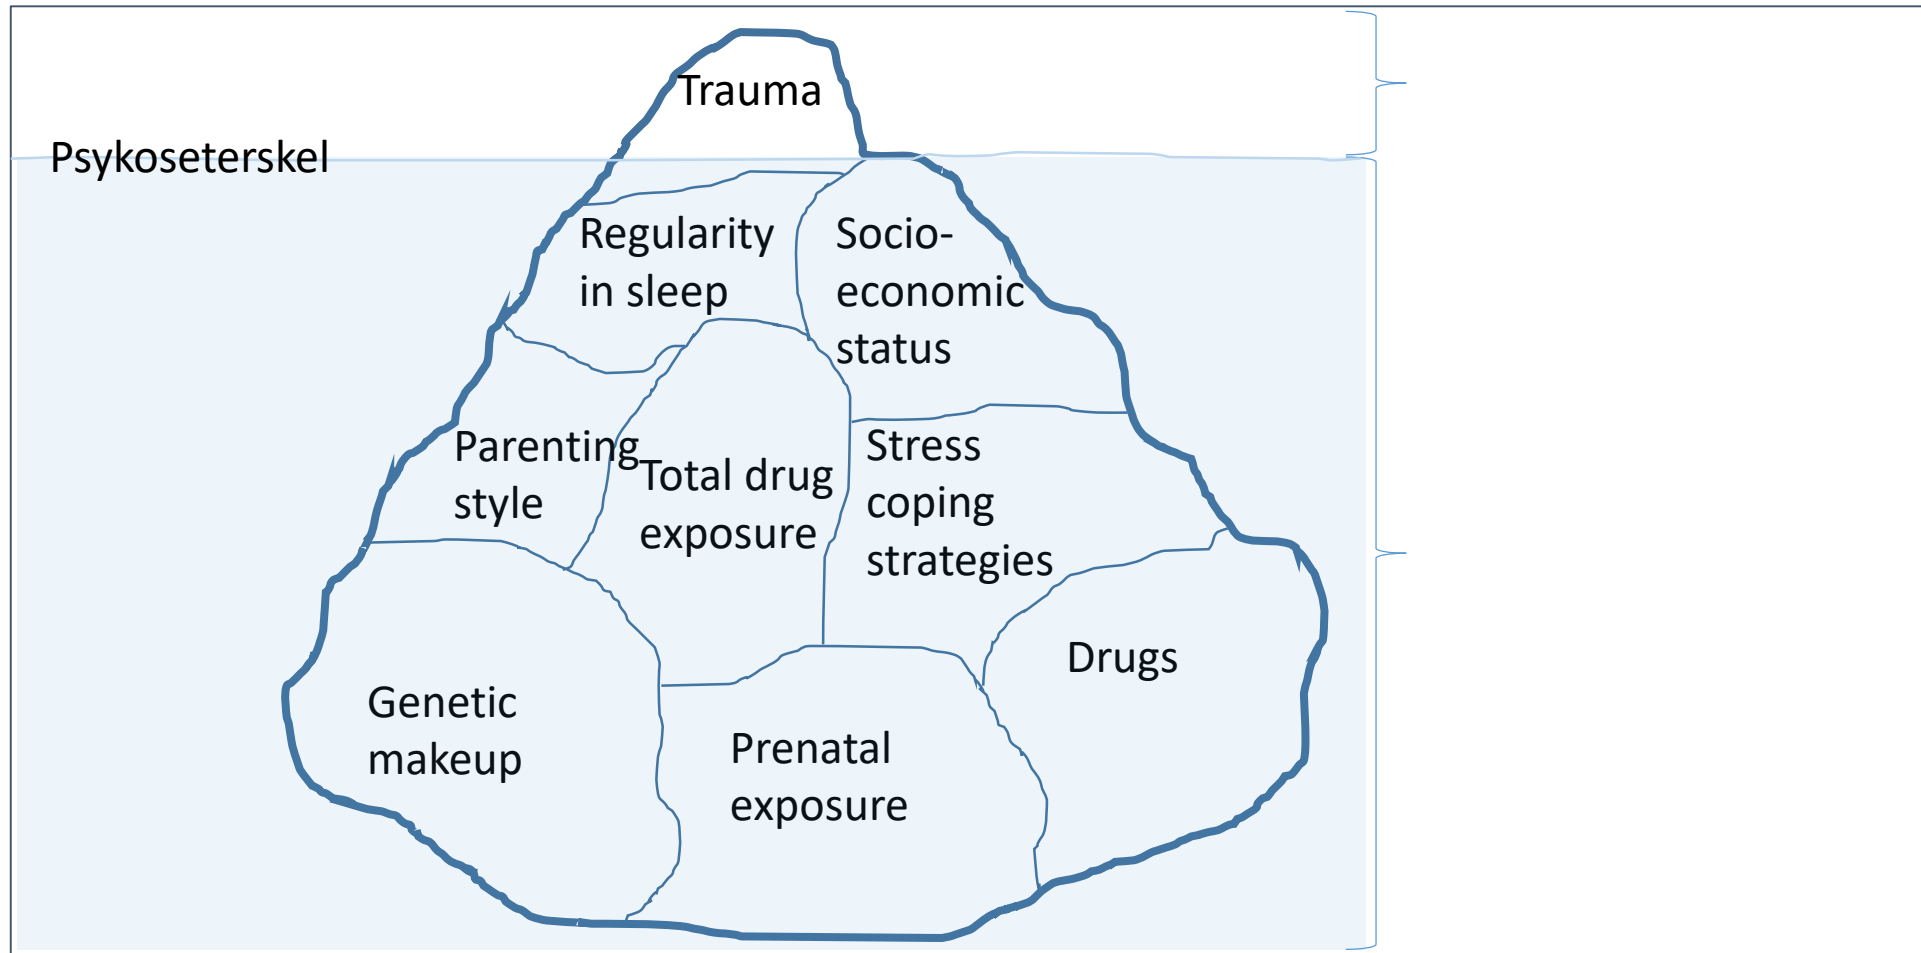 Trauma
Psykoseterskel
Regularity
in sleep
Socio-
economic
status
Parenting
style
Total drug
exposure
Stress
coping
strategies
Genetic
makeup
Prenatal
exposure
Drugs